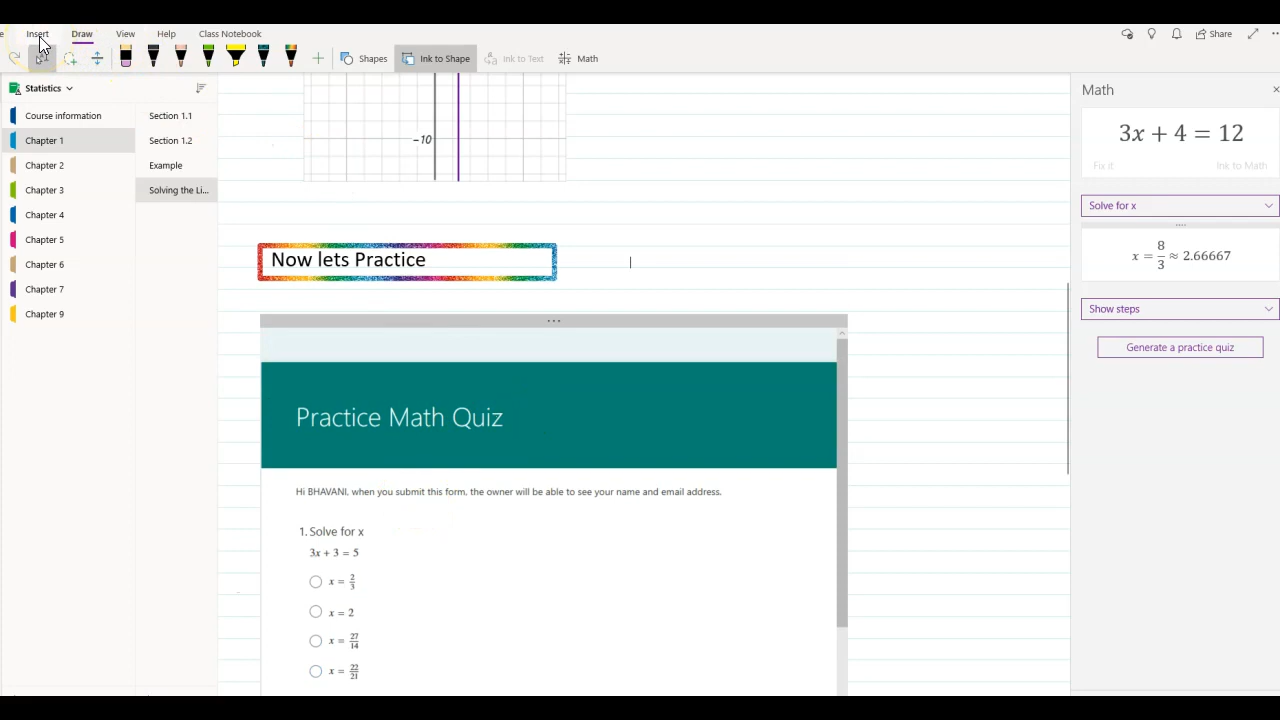 Insert Draw View Help Class Notebook Share
Shapes Ink to Shape Ink to Text Math
Statistics
Course information
Chapter 1
Chapter 2
Chapter 3
Chapter 4
Chapter 5
Chapter 6
Chapter 7
Chapter 9
Section 1.1
Section 1.2
Example
Solving the Li...
−10
Now lets Practice
Practice Math Quiz
Hi BHAVANI, when you submit this form, the owner will be able to see your name and email address.
1. Solve for x
3x + 3 = 5
x = 2/3
x = 2
x = 27/14
x = 22/21
Math
3x + 4 = 12
Fix it Ink to Math
Solve for x
x = 8/3 ≈ 2.66667
Show steps
Generate a practice quiz